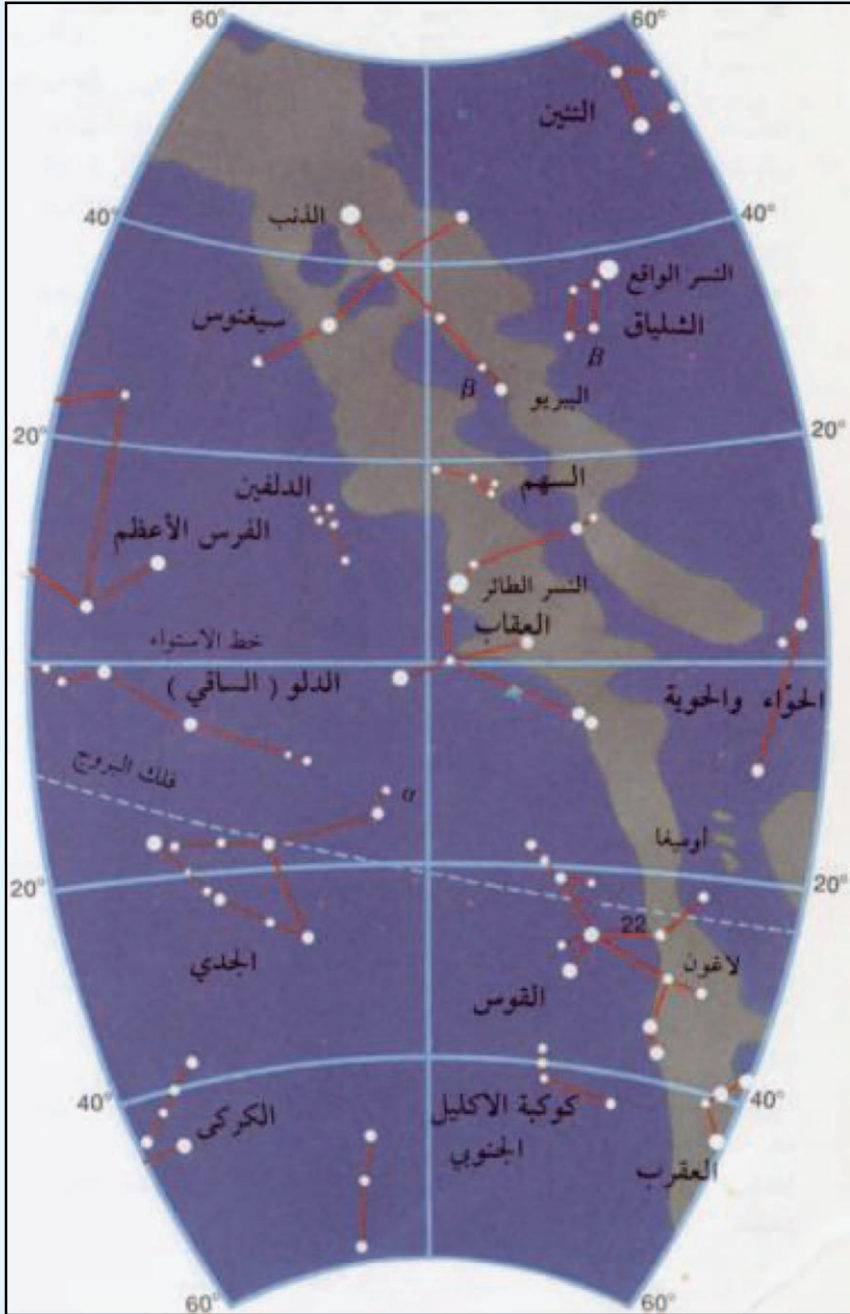 60°
60°
التنين
40°
40°
الذنب
النسر الواقع
سيغنوس
الشلياق
β
β
البيريو
20°
20°
السهم
الدلفين
الفرس الأعظم
النسر الطائر
العقاب
خط الاستواء
الدلو ( الساقي )
الحوّاء والحوية
فلك البروج
α
أوميغا
20°
20°
22
لاغون
الجدي
القوس
40°
40°
الكركى
كوكبة الاكليل
الجنوبي
العقرب
60°
60°